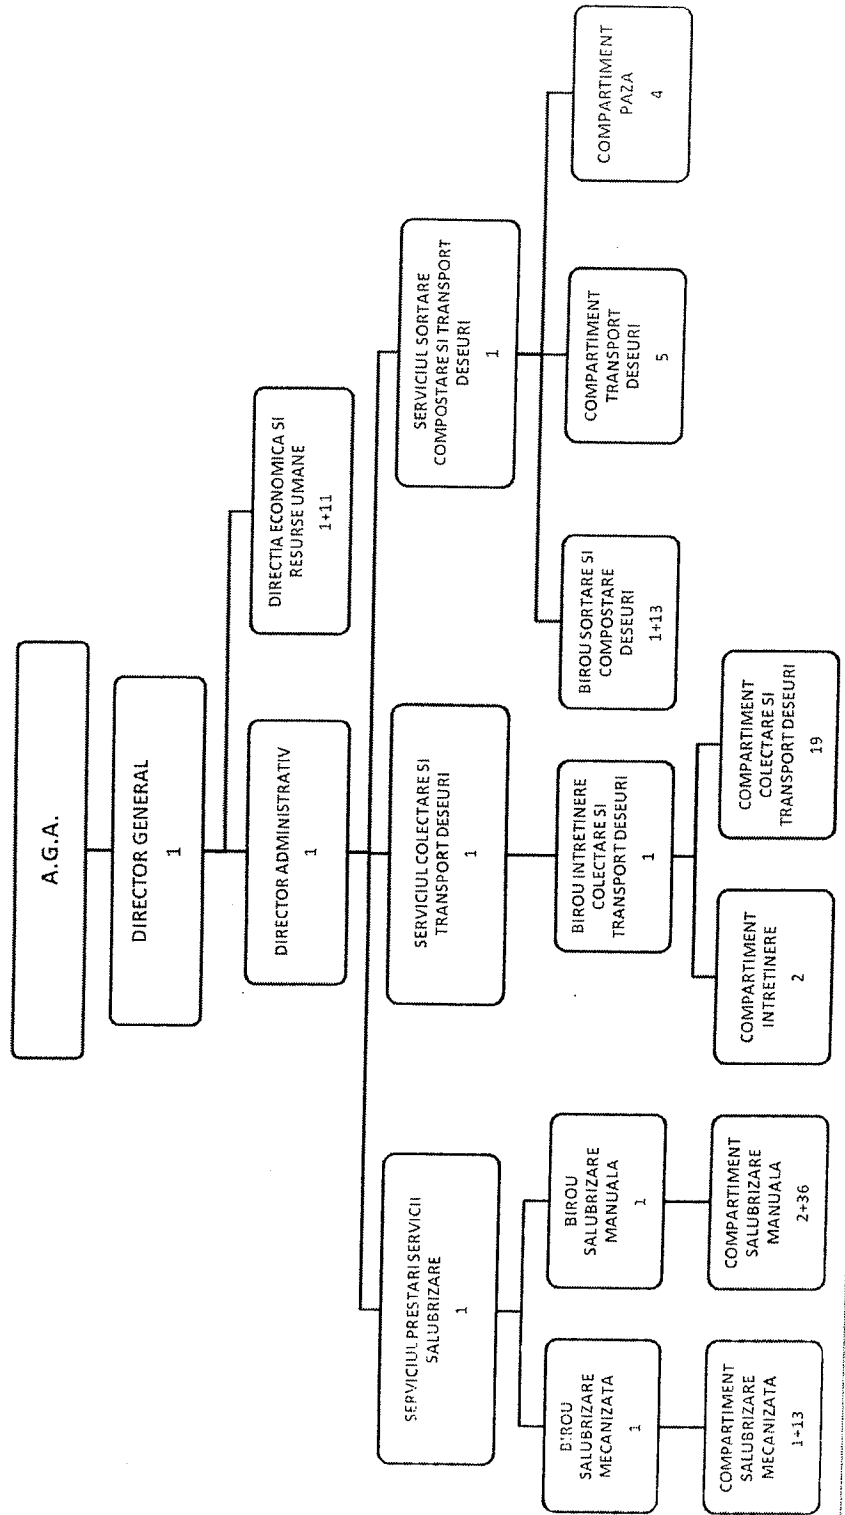 A.G.A.
DIRECTOR GENERAL
1
DIRECTOR ADMINISTRATIV
1
DIRECTIA ECONOMICA SI
RESURSE UMANE
1+11
SERVICIUL PRESTARI SERVICII
SALUBRIZARE
1
SERVICIUL COLECTARE SI
TRANSPORT DESEURI
1
SERVICIUL SORTARE
COMPOSTARE SI TRANSPORT
DESEURI
1
BIROU
SALUBRIZARE
MECANIZATA
1
BIROU
SALUBRIZARE
MANUALA
1
BIROU INTRETINERE
COLECTARE SI
TRANSPORT DESEURI
1
BIROU SORTARE SI
COMPOSTARE
DESEURI
1+13
COMPARTIMENT
TRANSPORT
DESEURI
5
COMPARTIMENT
PAZA
4
COMPARTIMENT
SALUBRIZARE
MECANIZATA
1+13
COMPARTIMENT
SALUBRIZARE
MANUALA
2+36
COMPARTIMENT
INTRETINERE
2
COMPARTIMENT
COLECTARE SI
TRANSPORT DESEURI
19